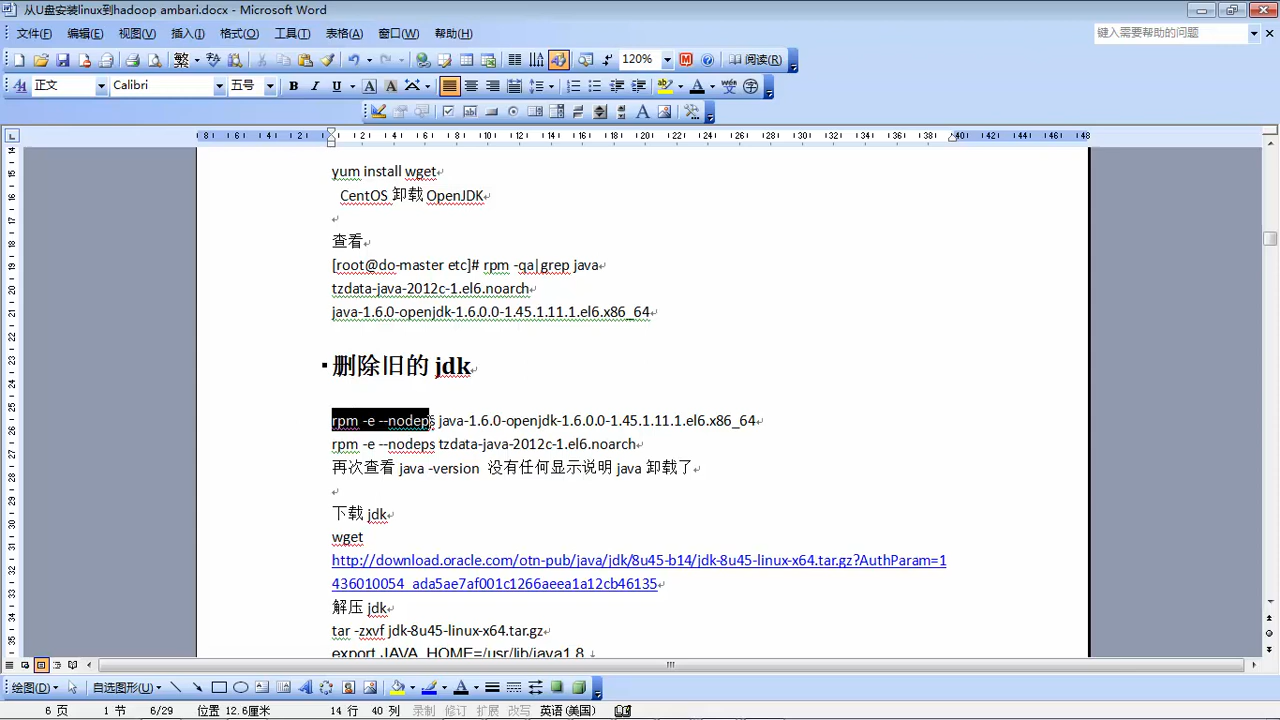 从U盘安装linux到hadoop ambari.docx - Microsoft Word
文件(F) 编辑(E) 视图(V) 插入(I) 格式(O) 工具(T) 表格(A) 窗口(W) 帮助(H) 键入需要帮助的问题
繁 120% 阅读(R)
正文 Calibri 五号 B I U A A A
yum install wget
CentOS 卸载 OpenJDK
查看
[root@do-master etc]# rpm -qa|grep java
tzdata-java-2012c-1.el6.noarch
java-1.6.0-openjdk-1.6.0.0-1.45.1.11.1.el6.x86_64
删除旧的 jdk
rpm -e --nodeps java-1.6.0-openjdk-1.6.0.0-1.45.1.11.1.el6.x86_64
rpm -e --nodeps tzdata-java-2012c-1.el6.noarch
再次查看 java -version 没有任何显示说明 java 卸载了
下载 jdk
wget
http://download.oracle.com/otn-pub/java/jdk/8u45-b14/jdk-8u45-linux-x64.tar.gz?AuthParam=1
436010054_ada5ae7af001c1266aeea1a12cb46135
解压 jdk
tar -zxvf jdk-8u45-linux-x64.tar.gz
export JAVA_HOME=/usr/lib/java1.8
绘图(D) 自选图形(U)
6 页 1 节 6/29 位置 12.6厘米 14 行 40 列 录制 修订 扩展 改写 英语(美国)